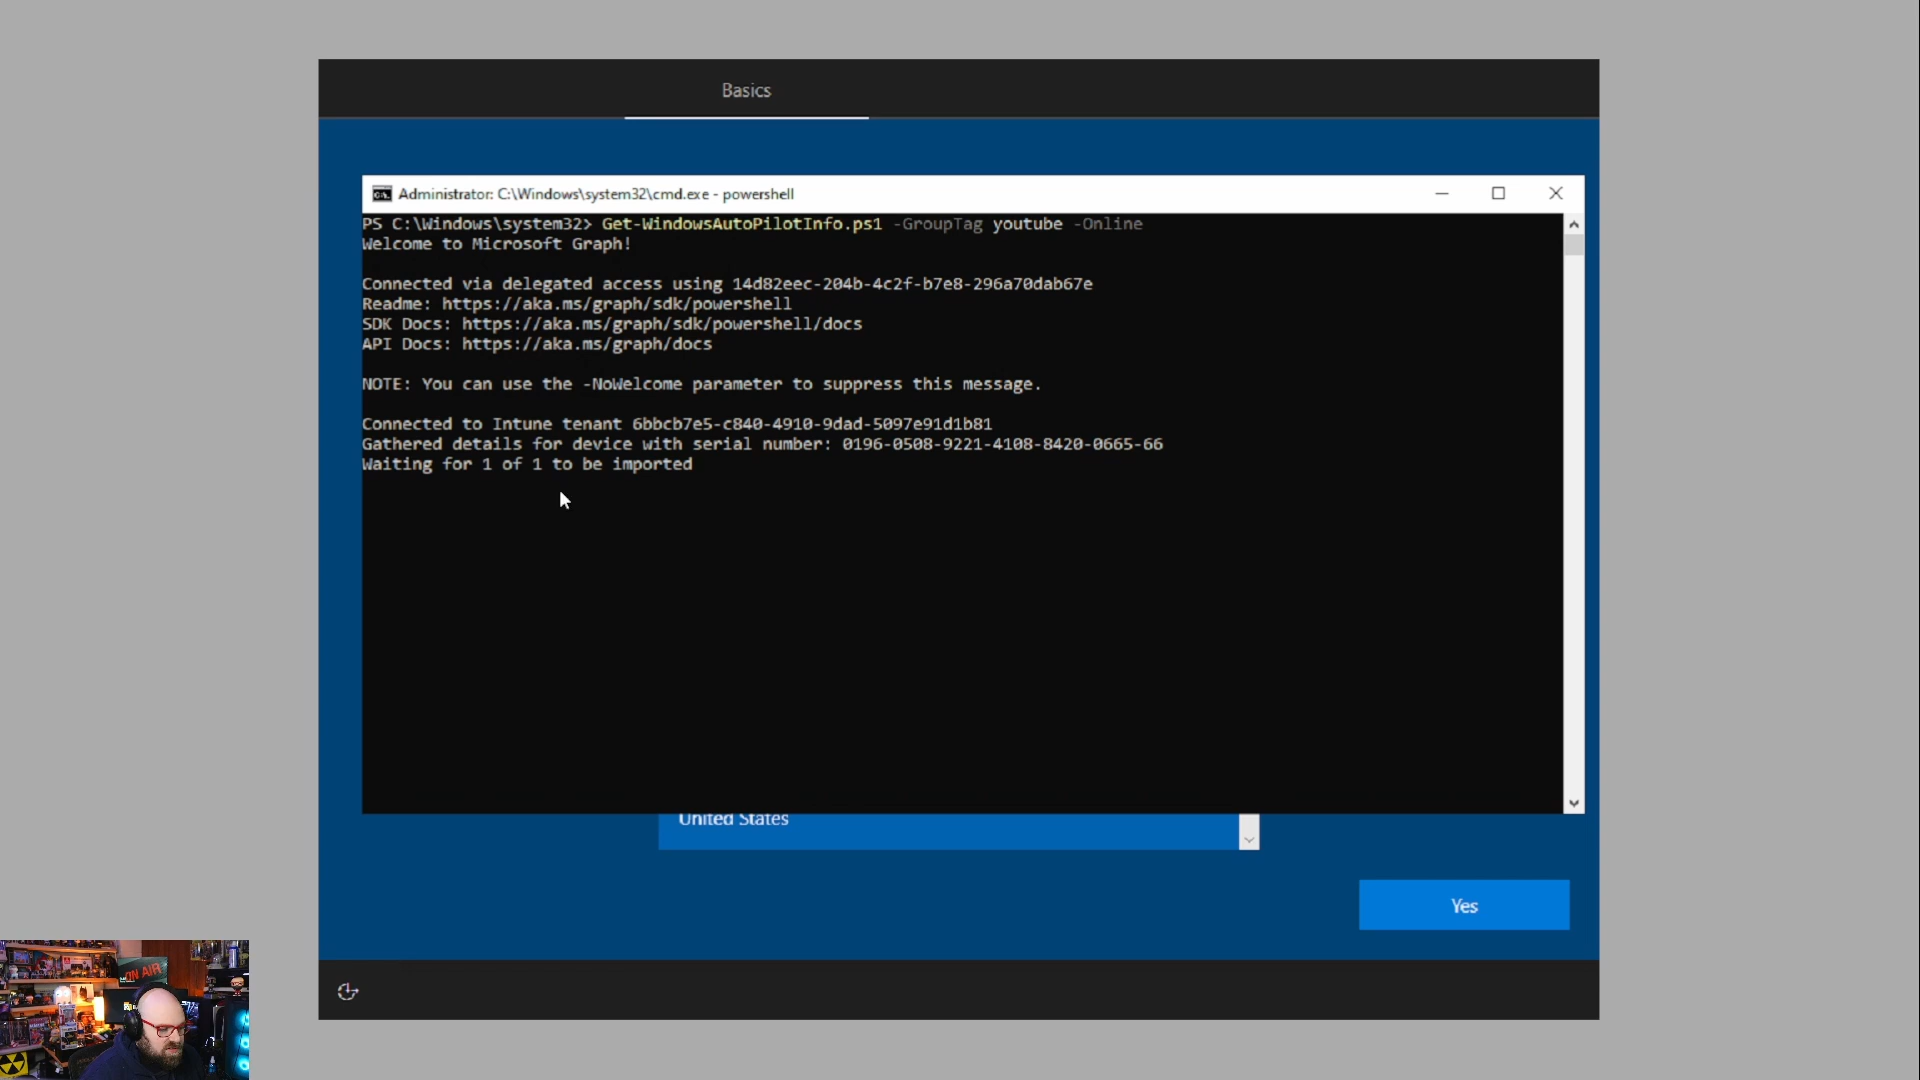 Basics
Administrator: C:\Windows\system32\cmd.exe - powershell
PS C:\Windows\system32> Get-WindowsAutoPilotInfo.ps1 -GroupTag youtube -Online
Welcome to Microsoft Graph!
Connected via delegated access using 14d82eec-204b-4c2f-b7e8-296a70dab67e
Readme: https://aka.ms/graph/sdk/powershell
SDK Docs: https://aka.ms/graph/sdk/powershell/docs
API Docs: https://aka.ms/graph/docs
NOTE: You can use the -NoWelcome parameter to suppress this message.
Connected to Intune tenant 6bbcb7e5-c840-4910-9dad-5097e91d1b81
Gathered details for device with serial number: 0196-0508-9221-4108-8420-0665-66
Waiting for 1 of 1 to be imported
United States
Yes
ON AIR